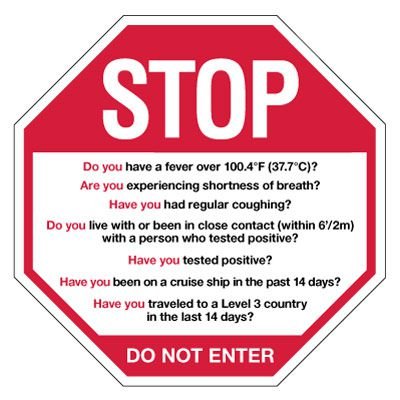 STOP
Do you have a fever over 100.4°F (37.7°C)?
Are you experiencing shortness of breath?
Have you had regular coughing?
Do you live with or been in close contact (within 6'/2m)
with a person who tested positive?
Have you tested positive?
Have you been on a cruise ship in the past 14 days?
Have you traveled to a Level 3 country
in the last 14 days?
DO NOT ENTER